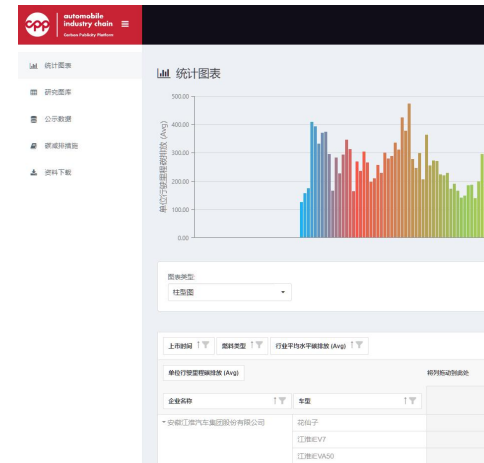 cpp
automobile
industry chain
Carbon Publicity Platform
统计图表
研究图库
公示数据
碳减排措施
资料下载
统计图表
单位行驶里程碳排放 (Avg)
500.00
400.00
300.00
200.00
100.00
0.00
图表类型:
柱型图
上市时间
燃料类型
行业平均水平碳排放 (Avg)
单位行驶里程碳排放 (Avg)
将列拖动到此处
企业名称
车型
安徽江淮汽车集团股份有限公司
花仙子
江淮iEV7
江淮iEVA50